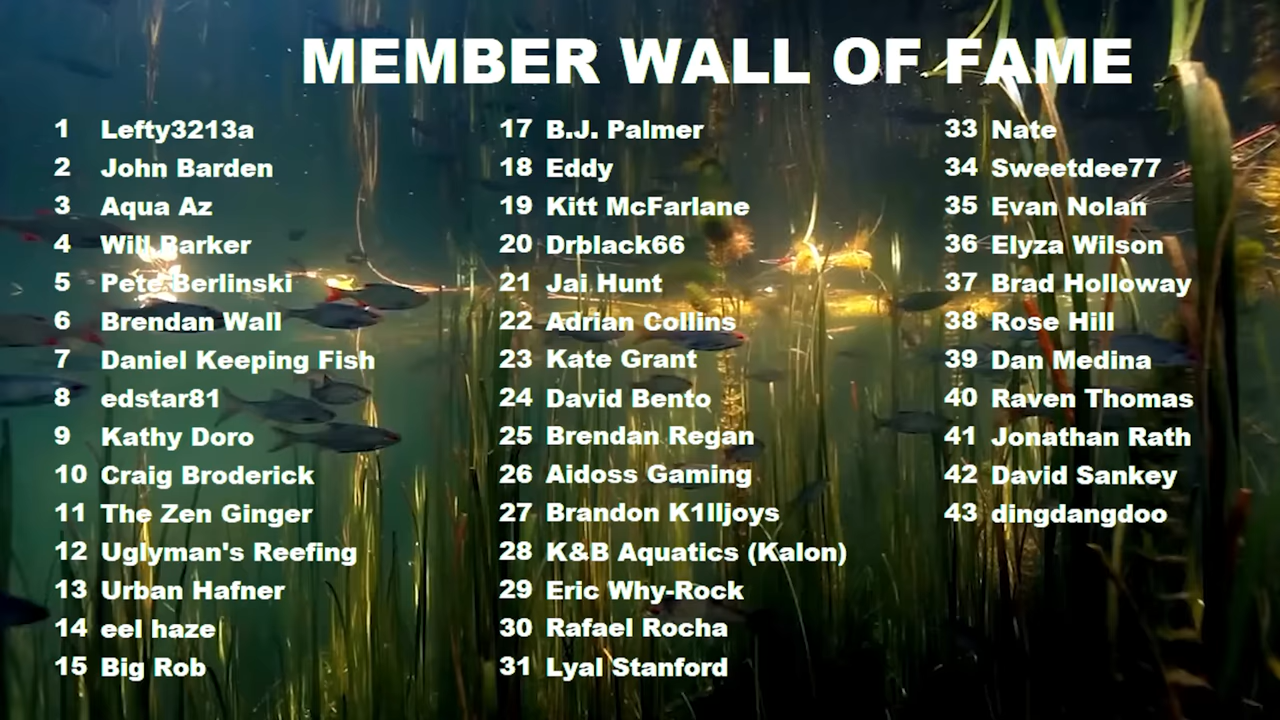 MEMBER WALL OF FAME
1 Lefty3213a
2 John Barden
3 Aqua Az
4 Will Barker
5 Pete Berlinski
6 Brendan Wall
7 Daniel Keeping Fish
8 edstar81
9 Kathy Doro
10 Craig Broderick
11 The Zen Ginger
12 Uglyman's Reefing
13 Urban Hafner
14 eel haze
15 Big Rob
17 B.J. Palmer
18 Eddy
19 Kitt McFarlane
20 Drblack66
21 Jai Hunt
22 Adrian Collins
23 Kate Grant
24 David Bento
25 Brendan Regan
26 Aidoss Gaming
27 Brandon K1lljoys
28 K&B Aquatics (Kalon)
29 Eric Why-Rock
30 Rafael Rocha
31 Lyal Stanford
33 Nate
34 Sweetdee77
35 Evan Nolan
36 Elyza Wilson
37 Brad Holloway
38 Rose Hill
39 Dan Medina
40 Raven Thomas
41 Jonathan Rath
42 David Sankey
43 dingdangdoo